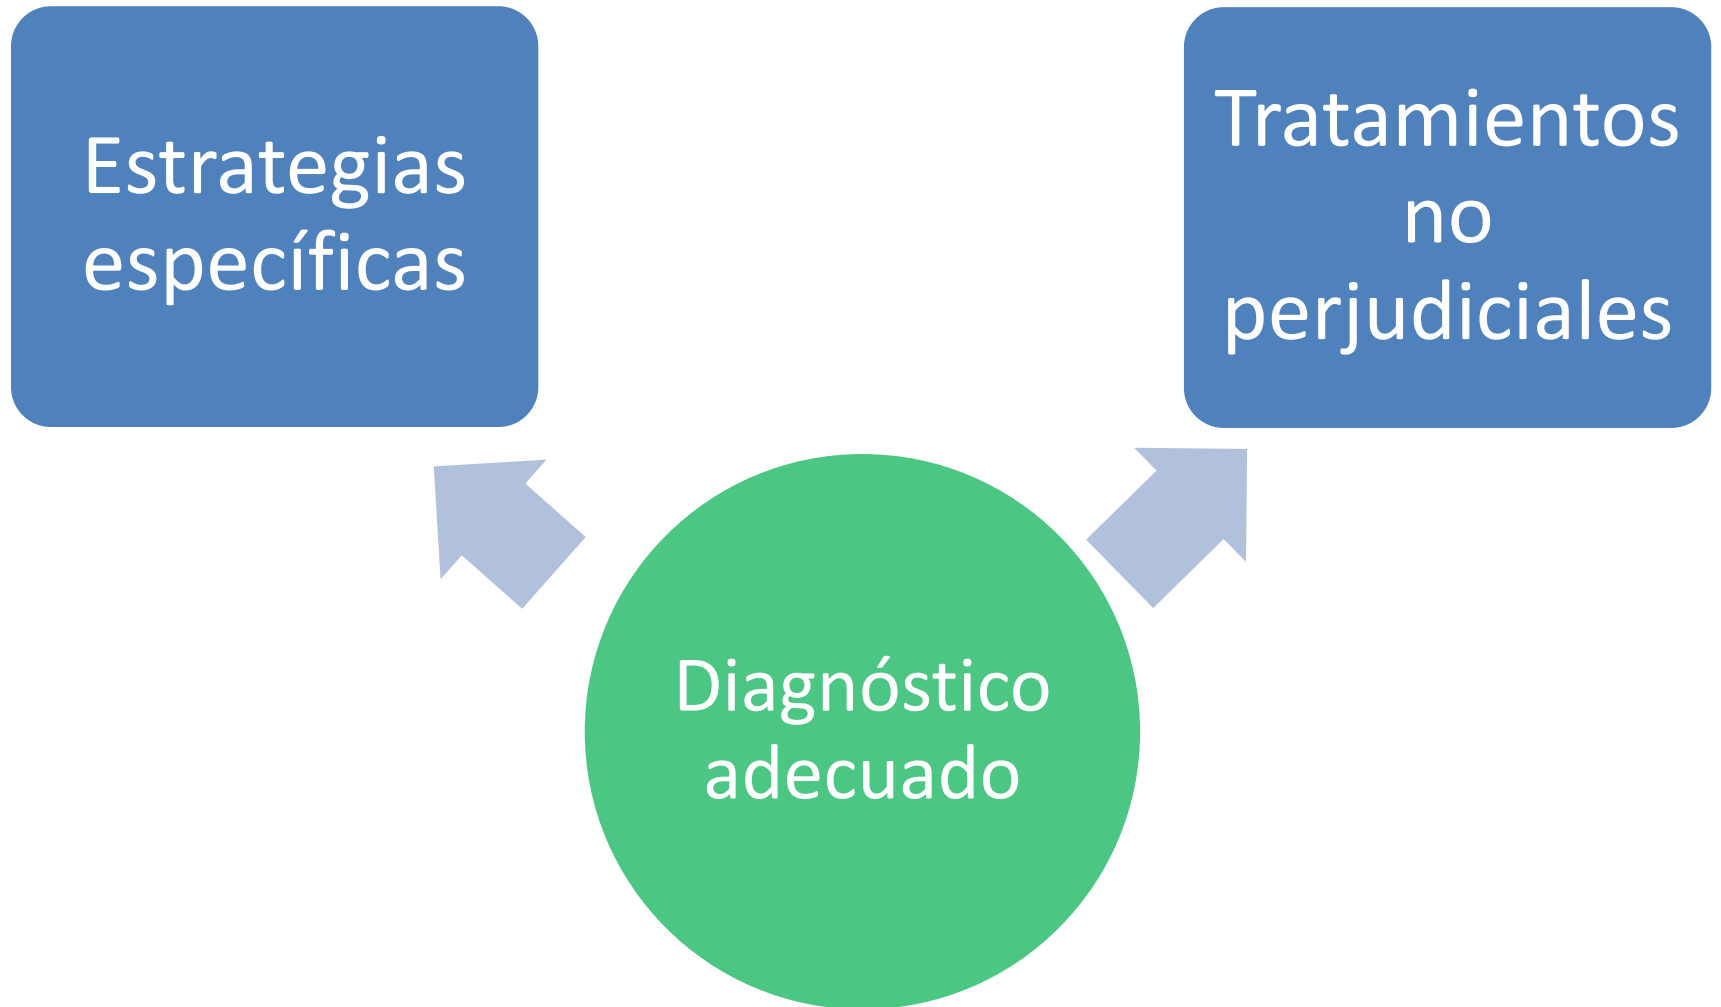 Estrategias
específicas
Tratamientos
no
perjudiciales
Diagnóstico
adecuado